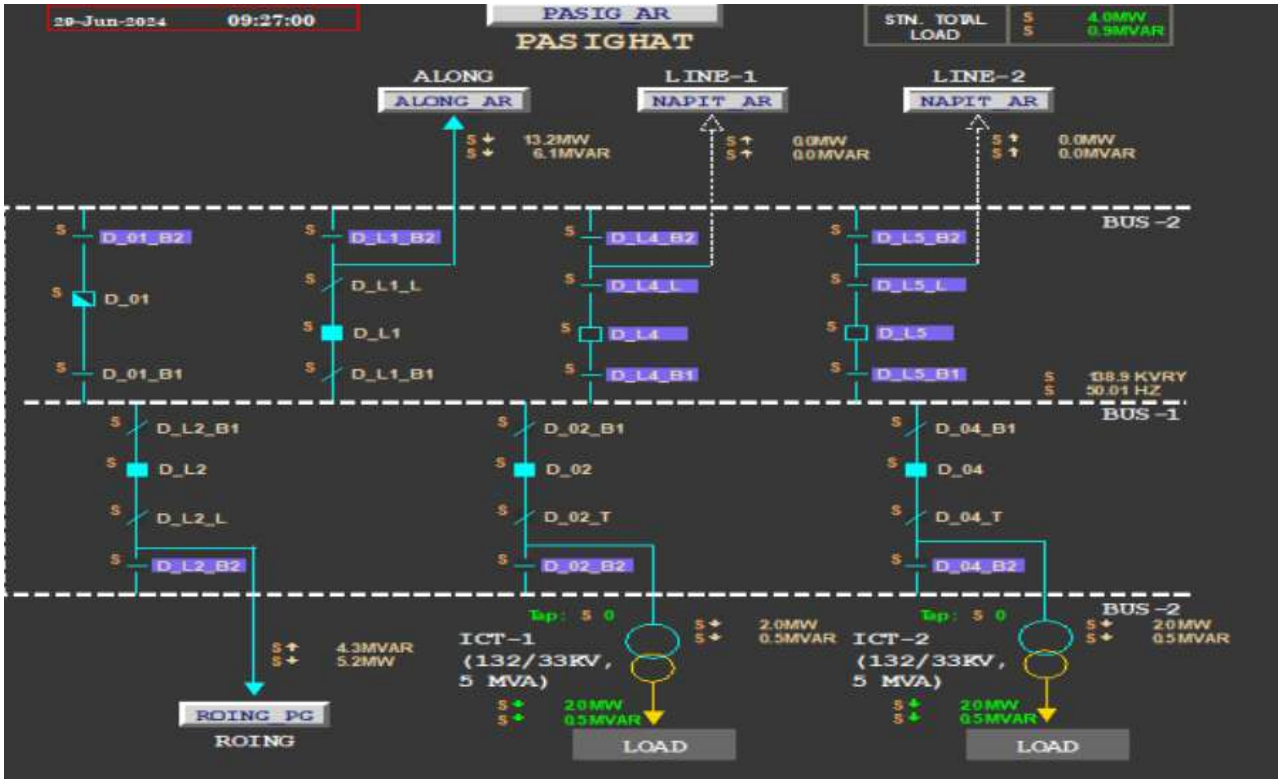 29-Jun-2024 09:27:00
PASIG_AR
PASIGHAT
STN. TOTAL LOAD
S 4.0MW
S 0.9MVAR
ALONG
ALONG_AR
S 13.2MW
S 6.1MVAR
LINE-1
NAPIT_AR
S 0.0MW
S 0.0MVAR
LINE-2
NAPIT_AR
S 0.0MW
S 0.0MVAR
BUS-2
S D_01_B2
S D_L1_B2
S D_L4_B2
S D_L5_B2
S D_01
S D_L1_L
S D_L4_L
S D_L5_L
S D_L1
S D_L4
S D_L5
S D_01_B1
S D_L1_B1
S D_L4_B1
S D_L5_B1
S 138.9 KVRY
S 50.01 HZ
BUS-1
S D_L2_B1
S D_02_B1
S D_04_B1
S D_L2
S D_02
S D_04
S D_L2_L
S D_02_T
S D_04_T
S D_L2_B2
S D_02_B2
S D_04_B2
BUS-2
S 4.3MVAR
S 5.2MW
ROING_PG
ROING
Tap: S 0
ICT-1
(132/33KV,
5 MVA)
S 2.0MW
S 0.5MVAR
S 2.0MW
S 0.5MVAR
LOAD
Tap: S 0
ICT-2
(132/33KV,
5 MVA)
S 2.0MW
S 0.5MVAR
S 2.0MW
S 0.5MVAR
LOAD